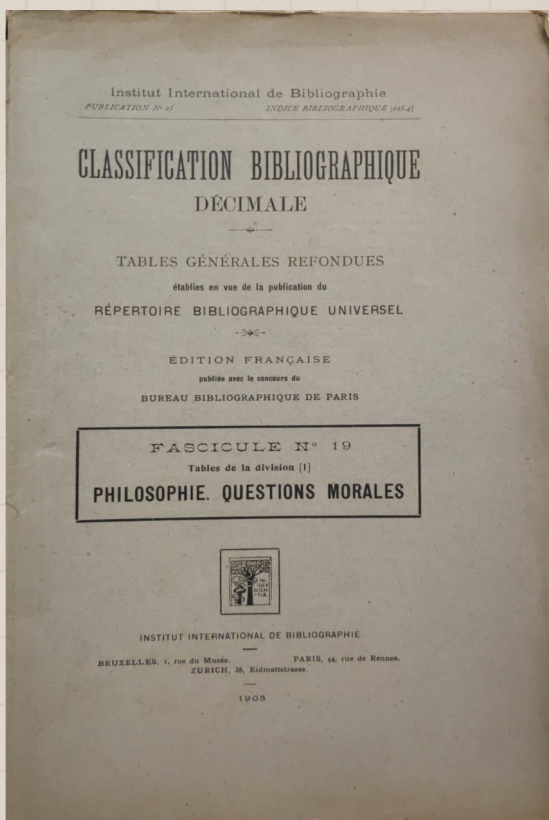 Institut International de Bibliographie
PUBLICATION N° 25 INDICE BIBLIOGRAPHIQUE [025.4]
CLASSIFICATION BIBLIOGRAPHIQUE
DÉCIMALE
TABLES GÉNÉRALES REFONDUES
établies en vue de la publication du
RÉPERTOIRE BIBLIOGRAPHIQUE UNIVERSEL
ÉDITION FRANÇAISE
publiée avec le concours du
BUREAU BIBLIOGRAPHIQUE DE PARIS
FASCICULE N° 19
Tables de la division [1]
PHILOSOPHIE. QUESTIONS MORALES
INSTITUT INTERNATIONAL DE BIBLIOGRAPHIE
BRUXELLES, 1, rue du Musée. PARIS, 44, rue de Rennes.
ZURICH, 38, Eidmattstrasse.
1905